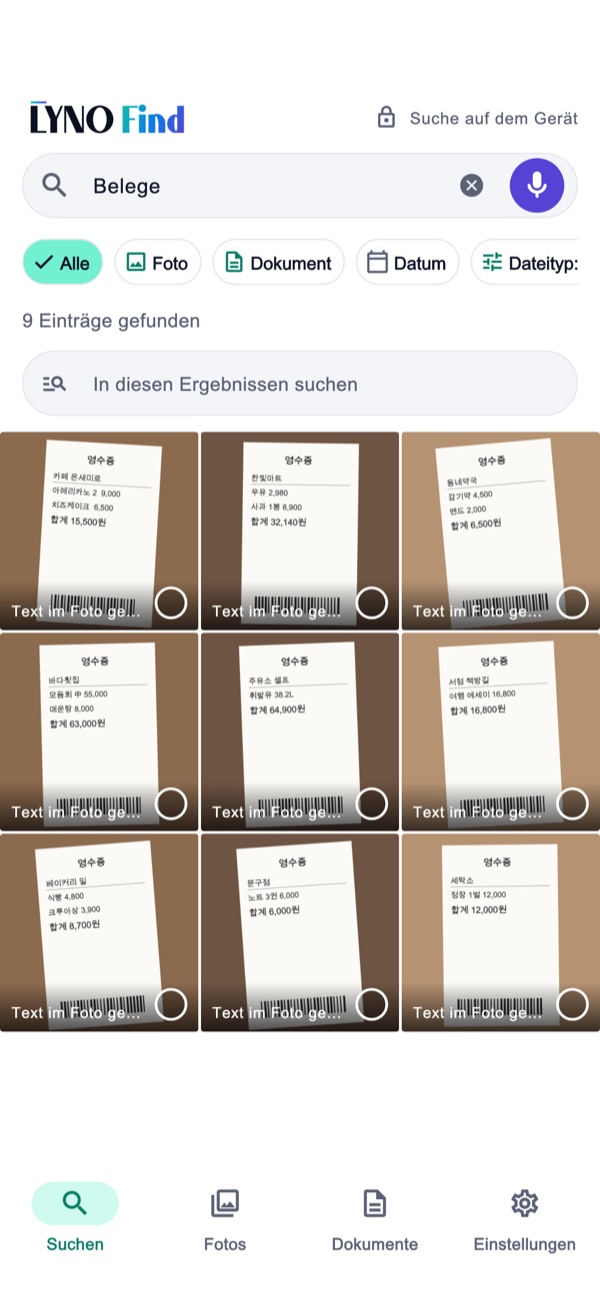 LYNO Find
Suche auf dem Gerät
Belege
Alle
Foto
Dokument
Datum
Dateityp:
9 Einträge gefunden
In diesen Ergebnissen suchen
영수증
카페 온새미로
아메리카노 2 9,000
치즈케이크 6,500
합계 15,500원
Text im Foto ge...
영수증
한빛마트
우유 2,980
사과 1봉 8,900
합계 32,140원
Text im Foto ge...
영수증
동네약국
감기약 4,500
밴드 2,000
합계 6,500원
Text im Foto ge...
영수증
바다횟집
모둠회 中 55,000
매운탕 8,000
합계 63,000원
Text im Foto ge...
영수증
주유소 셀프
휘발유 38.2L
합계 64,900원
Text im Foto ge...
영수증
서점 책방길
여행 에세이 16,800
합계 16,800원
Text im Foto ge...
영수증
베이커리 밀
식빵 4,800
크루아상 3,900
합계 8,700원
Text im Foto ge...
영수증
문구점
노트 3권 6,000
합계 6,000원
Text im Foto ge...
영수증
세탁소
정장 1벌 12,000
합계 12,000원
Text im Foto ge...
Suchen
Fotos
Dokumente
Einstellungen